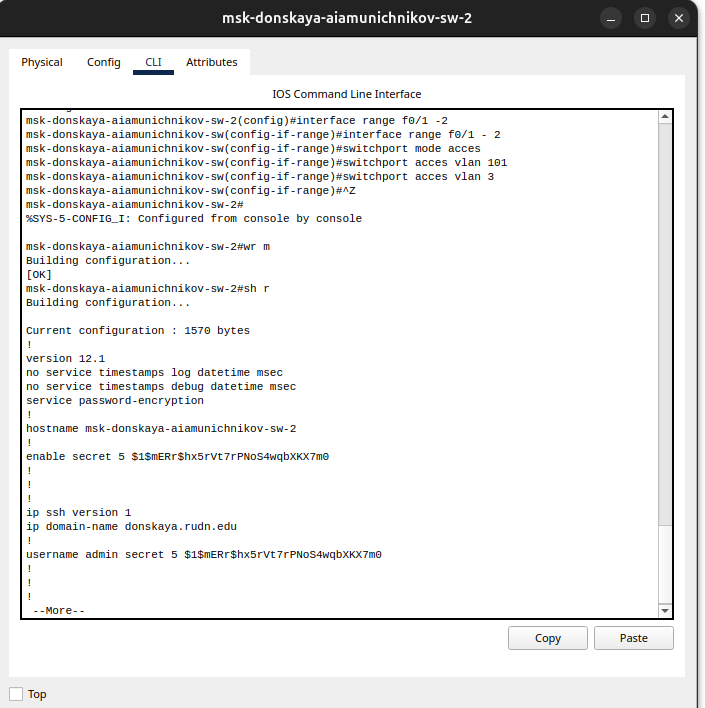 msk-donskaya-aiamunichnikov-sw-2
Physical Config CLI Attributes
IOS Command Line Interface
msk-donskaya-aiamunichnikov-sw-2(config)#interface range f0/1 -2
msk-donskaya-aiamunichnikov-sw(config-if-range)#interface range f0/1 - 2
msk-donskaya-aiamunichnikov-sw(config-if-range)#switchport mode acces
msk-donskaya-aiamunichnikov-sw(config-if-range)#switchport acces vlan 101
msk-donskaya-aiamunichnikov-sw(config-if-range)#switchport acces vlan 3
msk-donskaya-aiamunichnikov-sw(config-if-range)#^Z
msk-donskaya-aiamunichnikov-sw-2#
%SYS-5-CONFIG_I: Configured from console by console
msk-donskaya-aiamunichnikov-sw-2#wr m
Building configuration...
[OK]
msk-donskaya-aiamunichnikov-sw-2#sh r
Building configuration...
Current configuration : 1570 bytes
!
version 12.1
no service timestamps log datetime msec
no service timestamps debug datetime msec
service password-encryption
!
hostname msk-donskaya-aiamunichnikov-sw-2
!
enable secret 5 $1$mERr$hx5rVt7rPNoS4wqbXKX7m0
!
!
!
ip ssh version 1
ip domain-name donskaya.rudn.edu
!
username admin secret 5 $1$mERr$hx5rVt7rPNoS4wqbXKX7m0
!
!
!
--More--
Copy Paste
Top